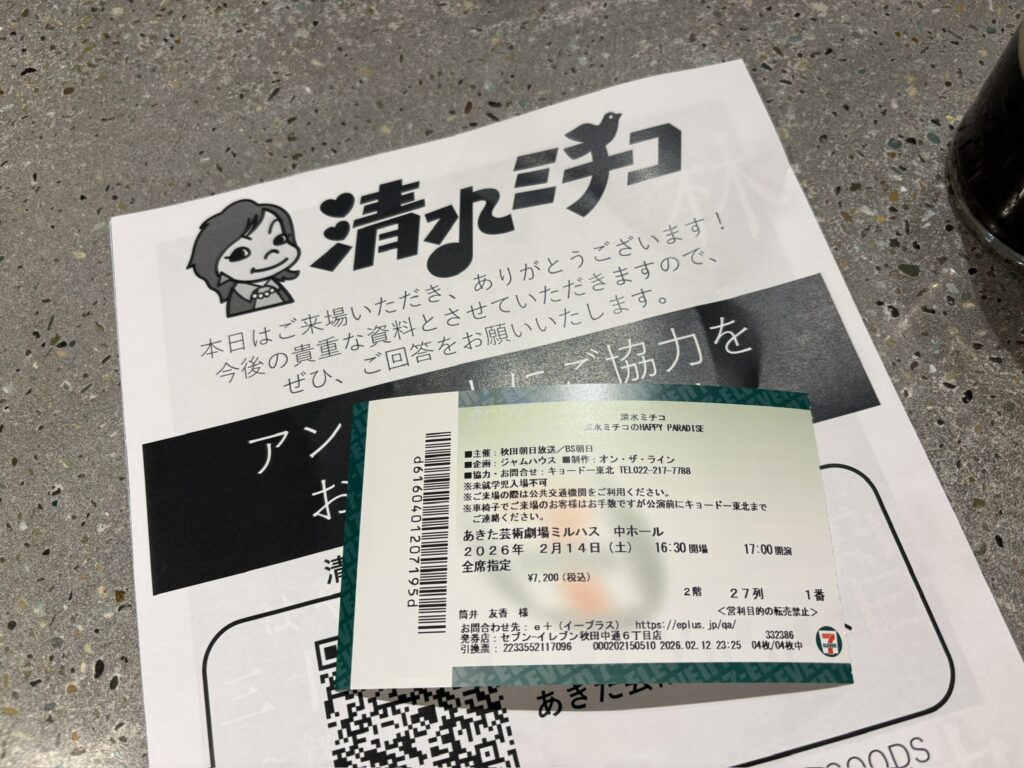 清水ミチコ
本日はご来場いただき、ありがとうございます！
今後の貴重な資料とさせていただきますので、
ぜひ、ご回答をお願いいたします。
アン
にご協力を
お
清
清水ミチコ
清水ミチコのHAPPY PARADISE
■主催：秋田朝日放送／BS朝日
■企画：ジャムハウス ■制作：オン・ザ・ライン
■協力・お問合せ：キョードー東北 TEL022-217-7788
※未就学児入場不可
※ご来場の際は公共交通機関をご利用ください。
※車椅子でご来場のお客様はお手数ですが公演前にキョードー東北まで
ご連絡ください。
あきた芸術劇場ミルハス 中ホール
2026年 2月14日（土） 16:30開場 17:00開演
全席指定
¥7,200（税込）
2階 27列 1番
筒井 友香 様 ＜営利目的の転売禁止＞
お問合わせ先：e＋（イープラス） https://eplus.jp/qa/
発券店：セブン-イレブン秋田中通6丁目店 332386
引換票：2233552117096 000202150510 2026.02.12 23:25 04枚/04枚中
d6160401207195d
7 ELEVEN
あきた芸
GOODS